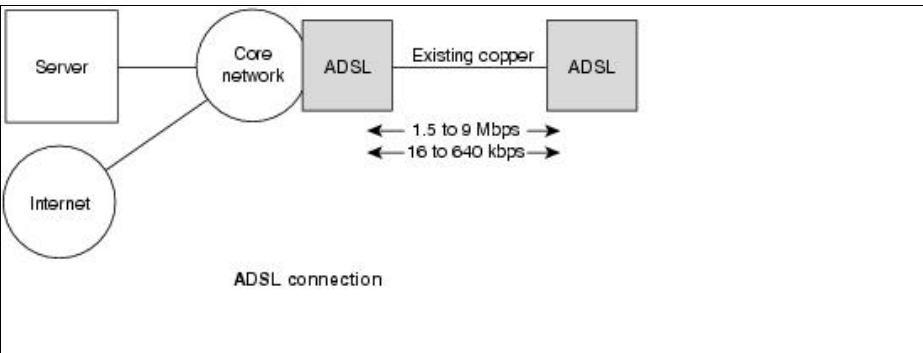 Server
Core
network
ADSL
Existing copper
ADSL
1.5 to 9 Mbps
16 to 640 kbps
Internet
ADSL connection